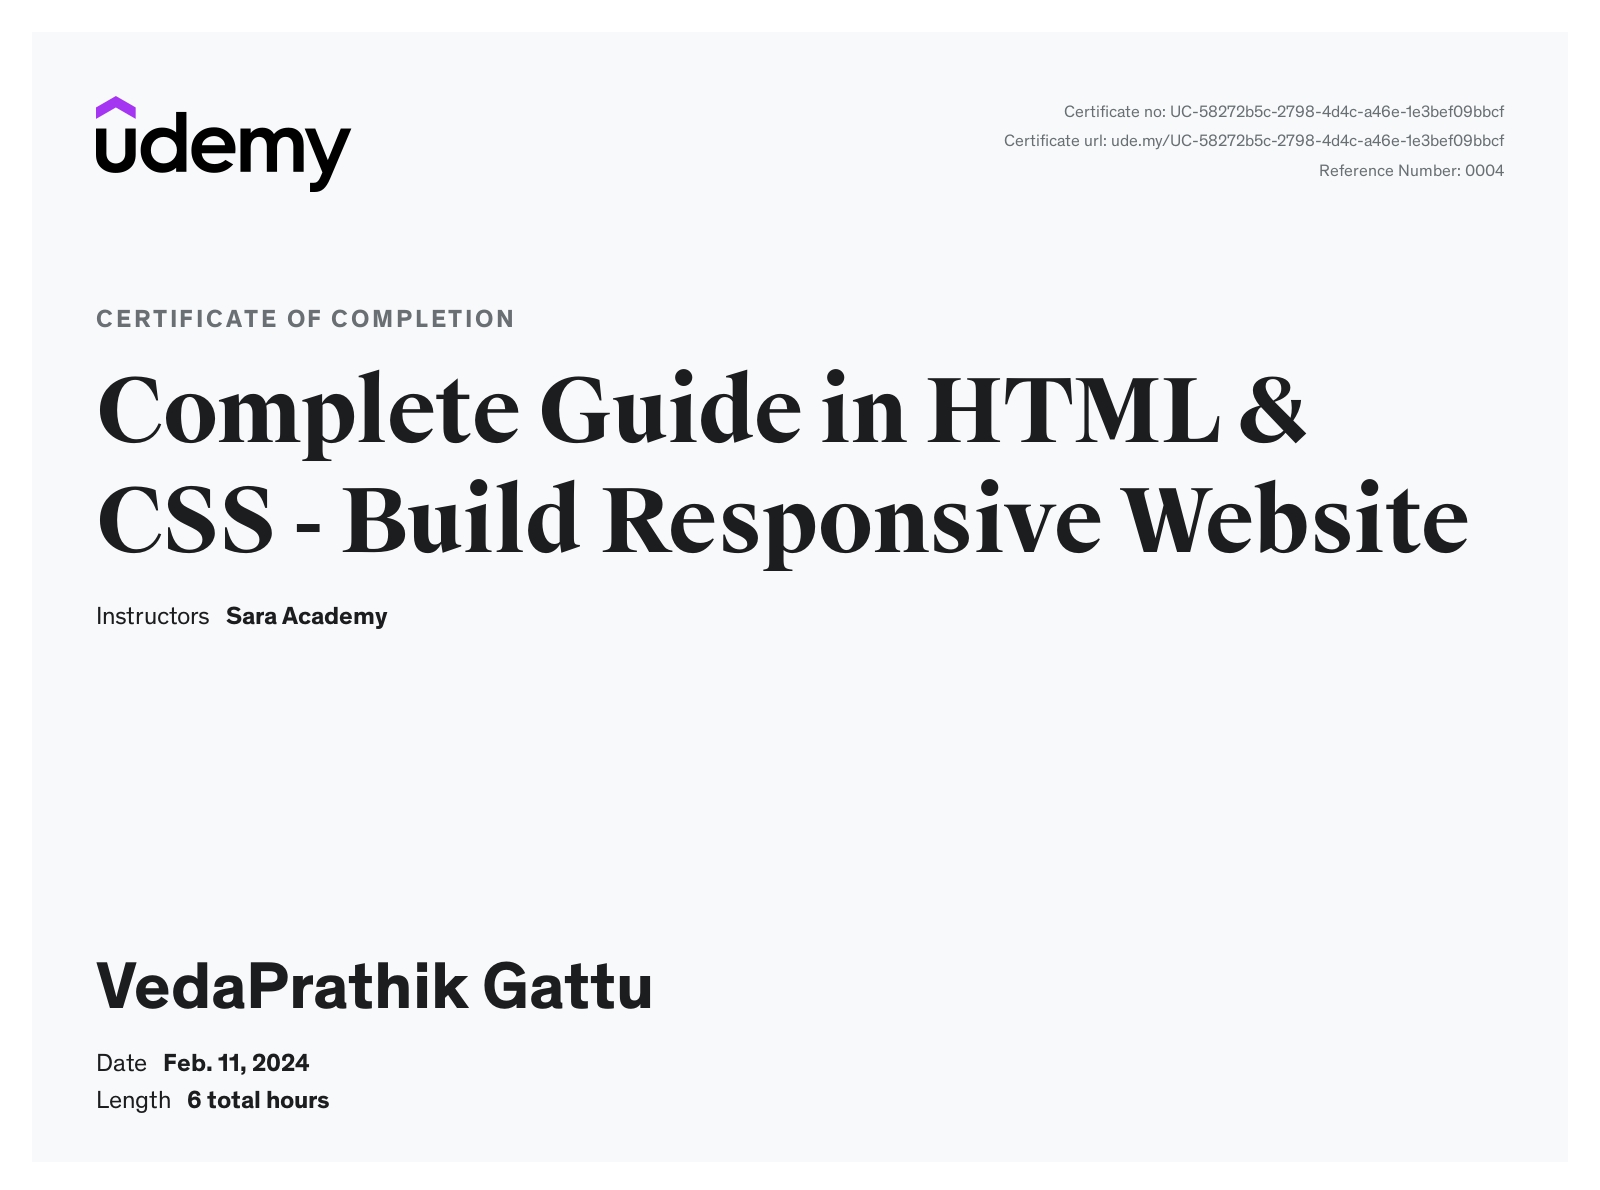 udemy
Certificate no: UC-58272b5c-2798-4d4c-a46e-1e3bef09bbcf
Certificate url: ude.my/UC-58272b5c-2798-4d4c-a46e-1e3bef09bbcf
Reference Number: 0004
CERTIFICATE OF COMPLETION
Complete Guide in HTML &
CSS - Build Responsive Website
Instructors Sara Academy
VedaPrathik Gattu
Date Feb. 11, 2024
Length 6 total hours